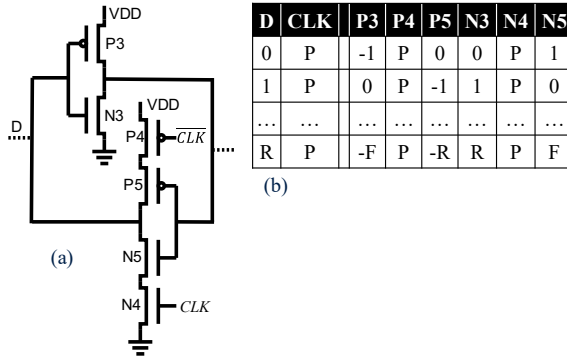 VDD
P3
N3
D
VDD
P4
CLK
P5
N5
N4
CLK
(a)
D CLK P3 P4 P5 N3 N4 N5
0 P -1 P 0 0 P 1
1 P 0 P -1 1 P 0
... ... ... ... ... ... ... ...
R P -F P -R R P F
(b)